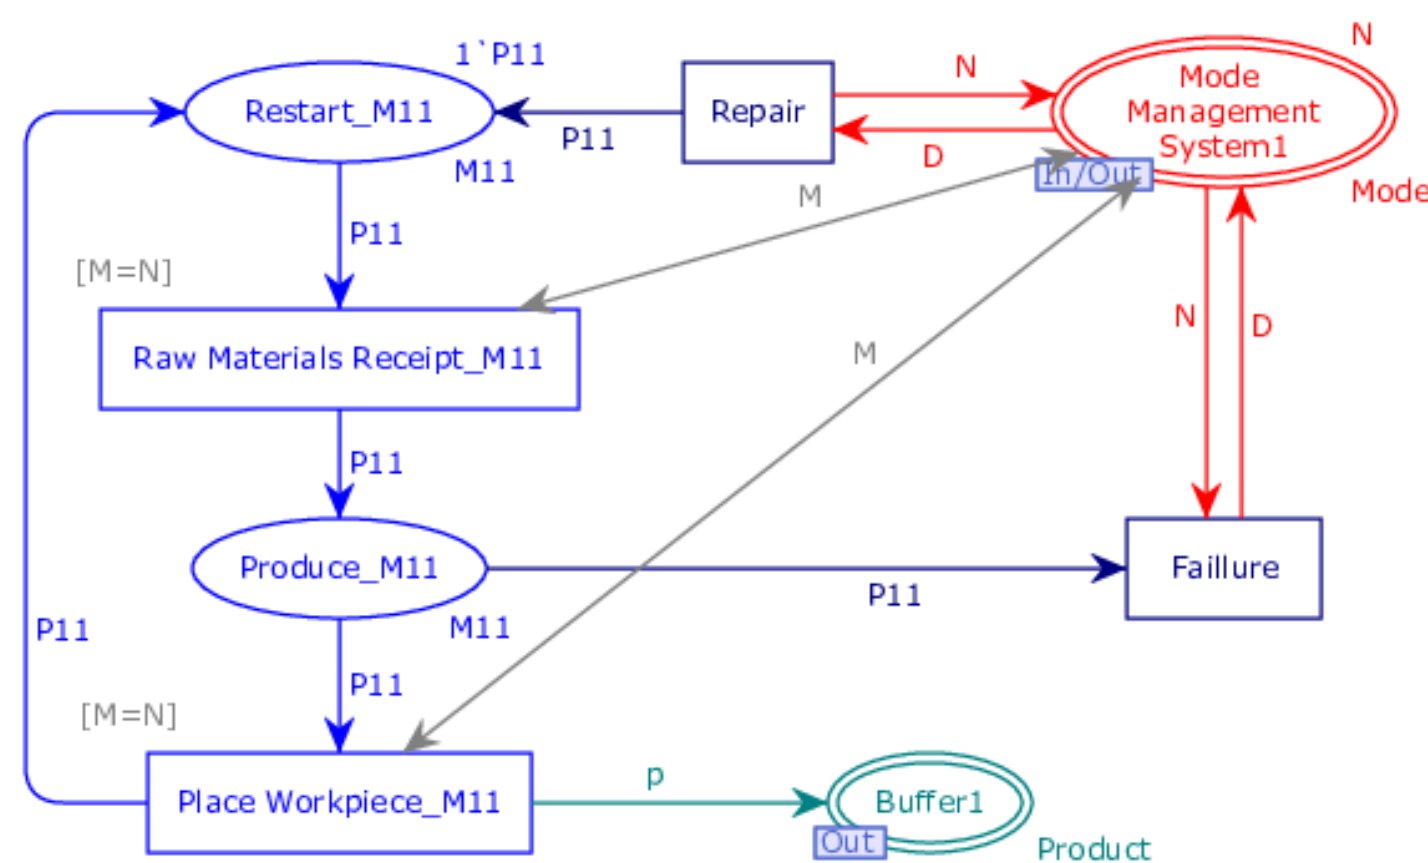 N
1`P11
N
Mode
Management
System1
Restart_M11
Repair
P11
D
M11
In/Out
Mode
M
P11
[M=N]
N
D
Raw Materials Receipt_M11
M
P11
Produce_M11
Faillure
P11
M11
P11
P11
[M=N]
p
Place Workpiece_M11
Buffer1
Out
Product